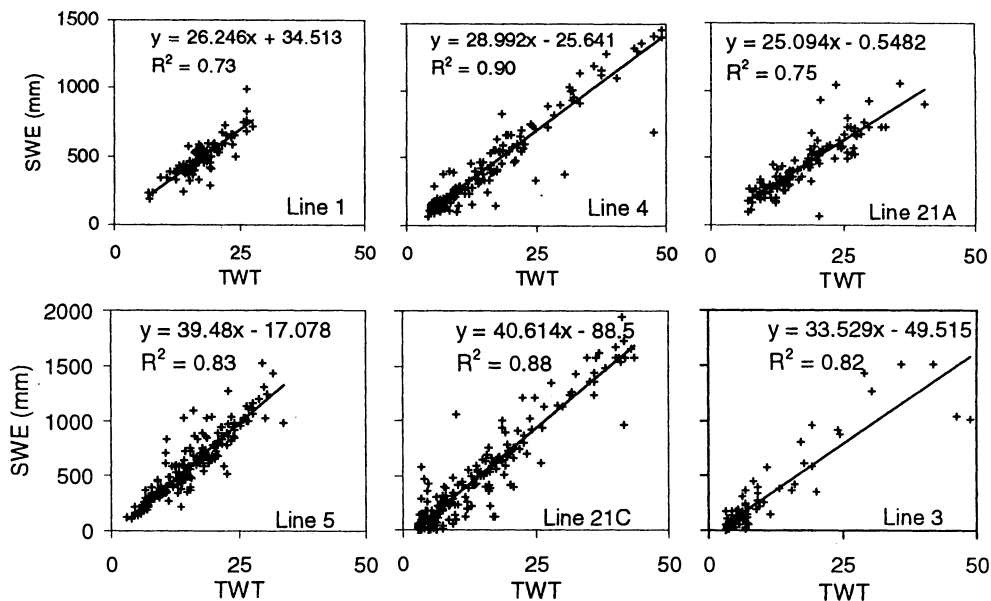 1500
1000
500
0
SWE (mm)
y = 26.246x + 34.513
R² = 0.73
Line 1
0 25 50
TWT
y = 28.992x - 25.641
R² = 0.90
Line 4
0 25 50
TWT
y = 25.094x - 0.5482
R² = 0.75
Line 21A
0 25 50
TWT
2000
1500
1000
500
0
SWE (mm)
y = 39.48x - 17.078
R² = 0.83
Line 5
0 25 50
TWT
y = 40.614x - 88.5
R² = 0.88
Line 21C
0 25 50
TWT
y = 33.529x - 49.515
R² = 0.82
Line 3
0 25 50
TWT